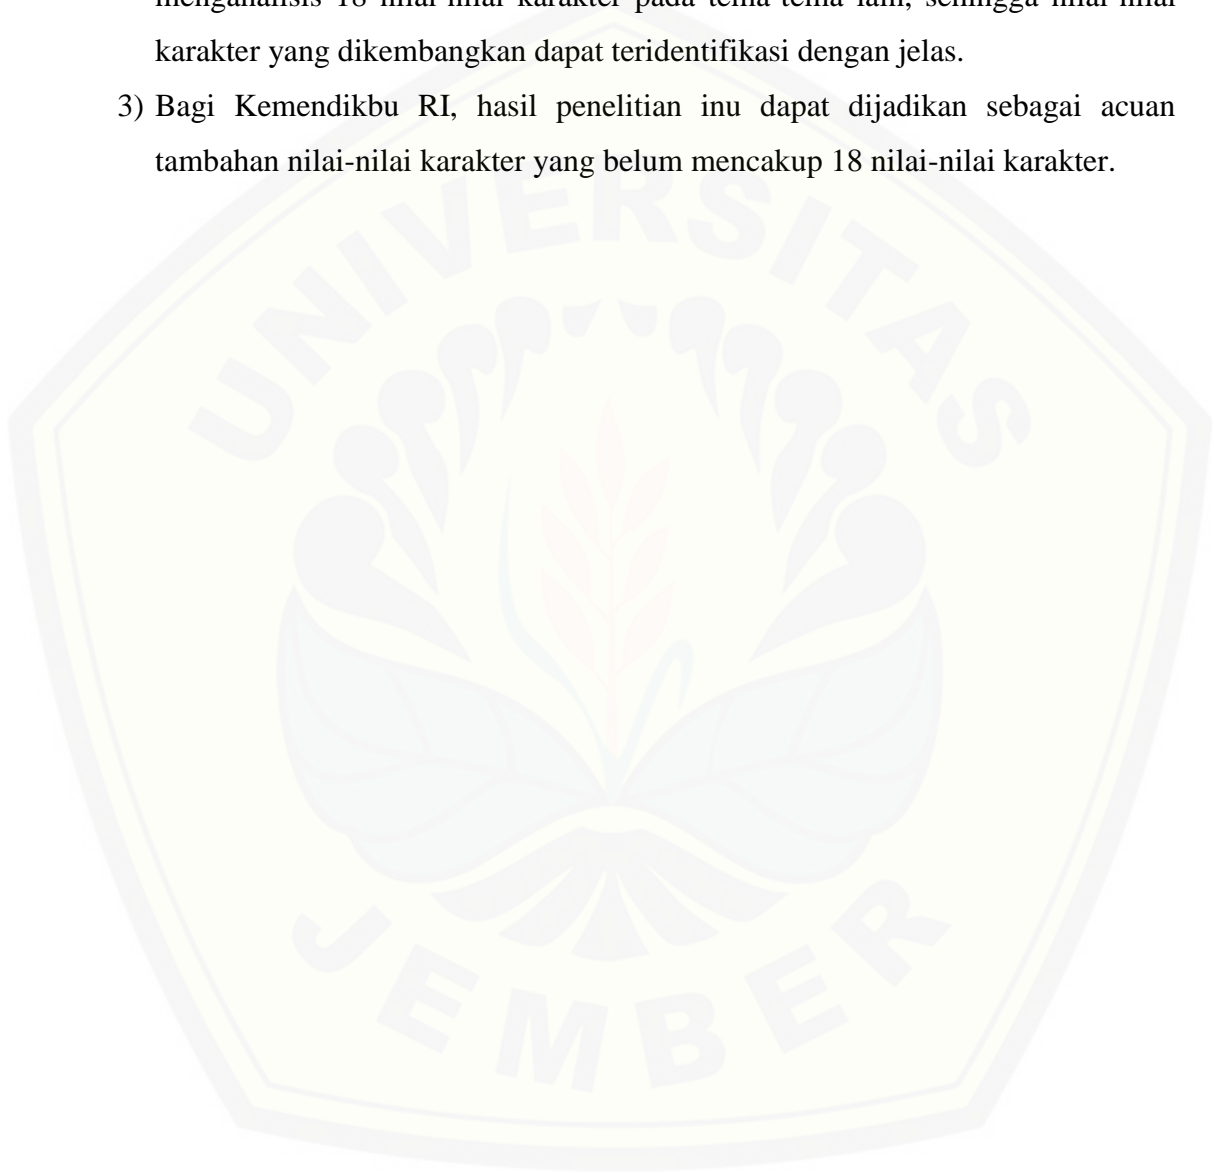 menganalisis 18 nilai-nilai karakter pada tema-tema lain, sehingga nilai-nilai
karakter yang dikembangkan dapat teridentifikasi dengan jelas.
3) Bagi Kemendikbu RI, hasil penelitian inu dapat dijadikan sebagai acuan
tambahan nilai-nilai karakter yang belum mencakup 18 nilai-nilai karakter.
UNIVERSITAS
JEMBER